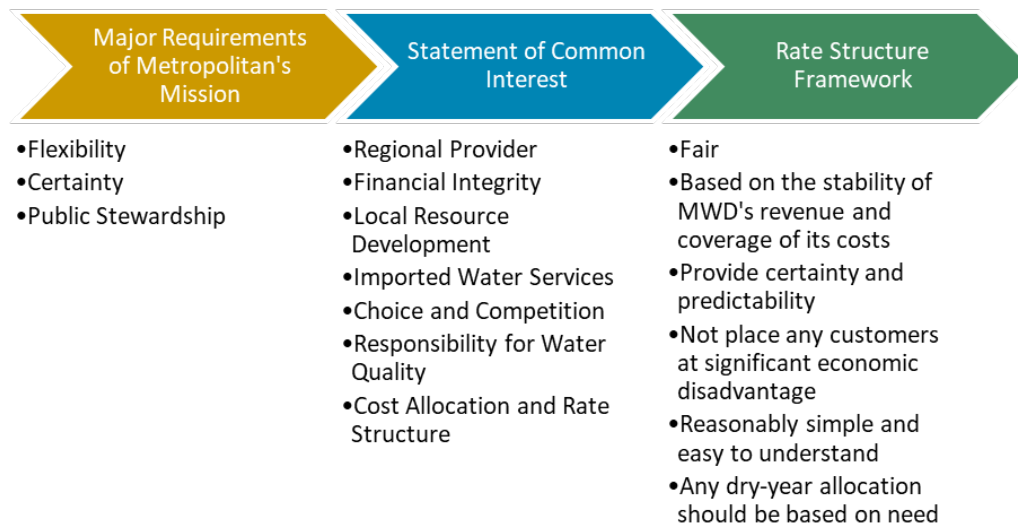 Major Requirements
of Metropolitan's
Mission
•Flexibility
•Certainty
•Public Stewardship
Statement of Common
Interest
•Regional Provider
•Financial Integrity
•Local Resource
Development
•Imported Water Services
•Choice and Competition
•Responsibility for Water
Quality
•Cost Allocation and Rate
Structure
Rate Structure
Framework
•Fair
•Based on the stability of
MWD's revenue and
coverage of its costs
•Provide certainty and
predictability
•Not place any customers
at significant economic
disadvantage
•Reasonably simple and
easy to understand
•Any dry-year allocation
should be based on need